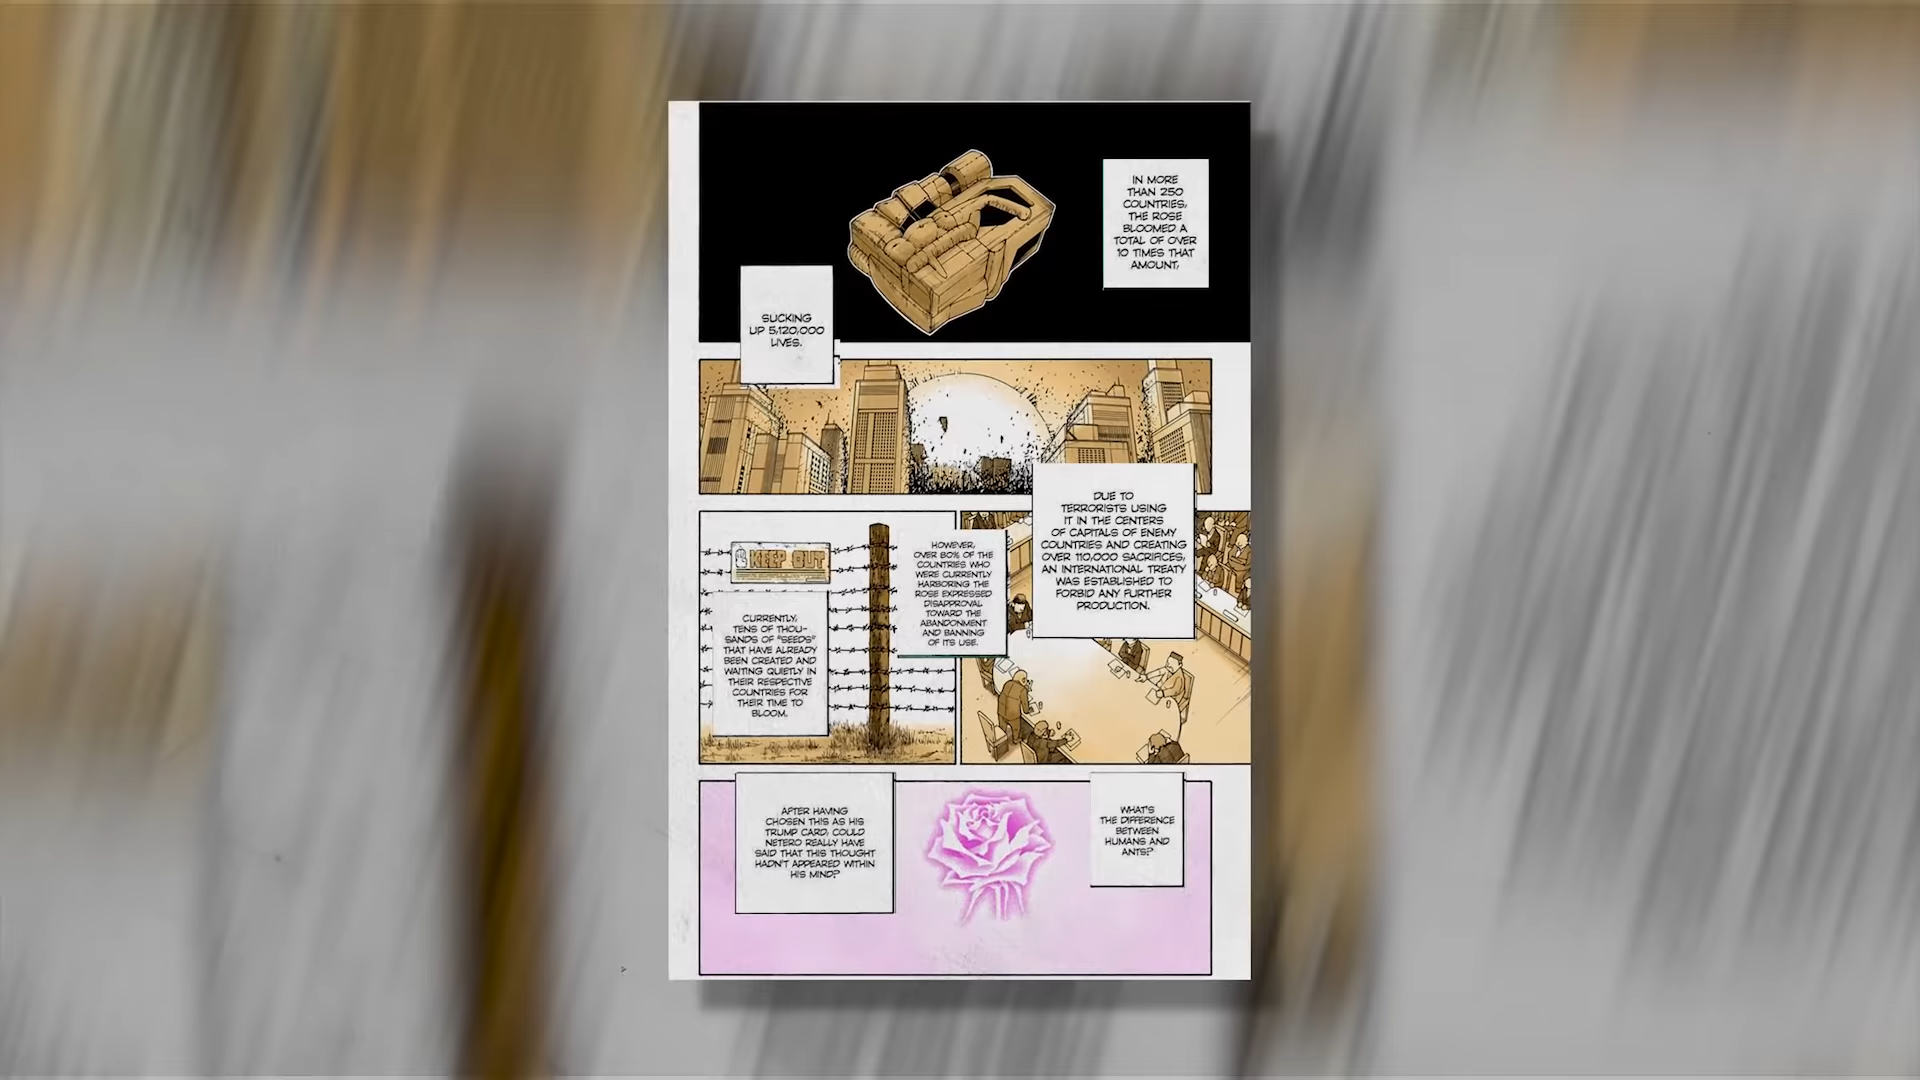 IN MORE
THAN 250
COUNTRIES,
THE ROSE
BLOOMED A
TOTAL OF OVER
10 TIMES THAT
AMOUNT,
SUCKING
UP 5,120,000
LIVES.
DUE TO
TERRORISTS USING
IT IN THE CENTERS
OF CAPITALS OF ENEMY
COUNTRIES AND CREATING
OVER 110,000 SACRIFICES,
AN INTERNATIONAL TREATY
WAS ESTABLISHED TO
FORBID ANY FURTHER
PRODUCTION.
HOWEVER,
OVER 80% OF THE
COUNTRIES WHO
WERE CURRENTLY
HARBORING THE
ROSE EXPRESSED
DISAPPROVAL
TOWARD THE
ABANDONMENT
AND BANNING
OF ITS USE.
KEEP OUT
CURRENTLY,
TENS OF THOU-
SANDS OF "SEEDS"
THAT HAVE ALREADY
BEEN CREATED AND
WAITING QUIETLY IN
THEIR RESPECTIVE
COUNTRIES FOR
THEIR TIME TO
BLOOM.
WHAT'S
THE DIFFERENCE
BETWEEN
HUMANS AND
ANTS?
AFTER HAVING
CHOSEN THIS AS HIS
TRUMP CARD, COULD
NETERO REALLY HAVE
SAID THAT THIS THOUGHT
HADN'T APPEARED WITHIN
HIS MIND?